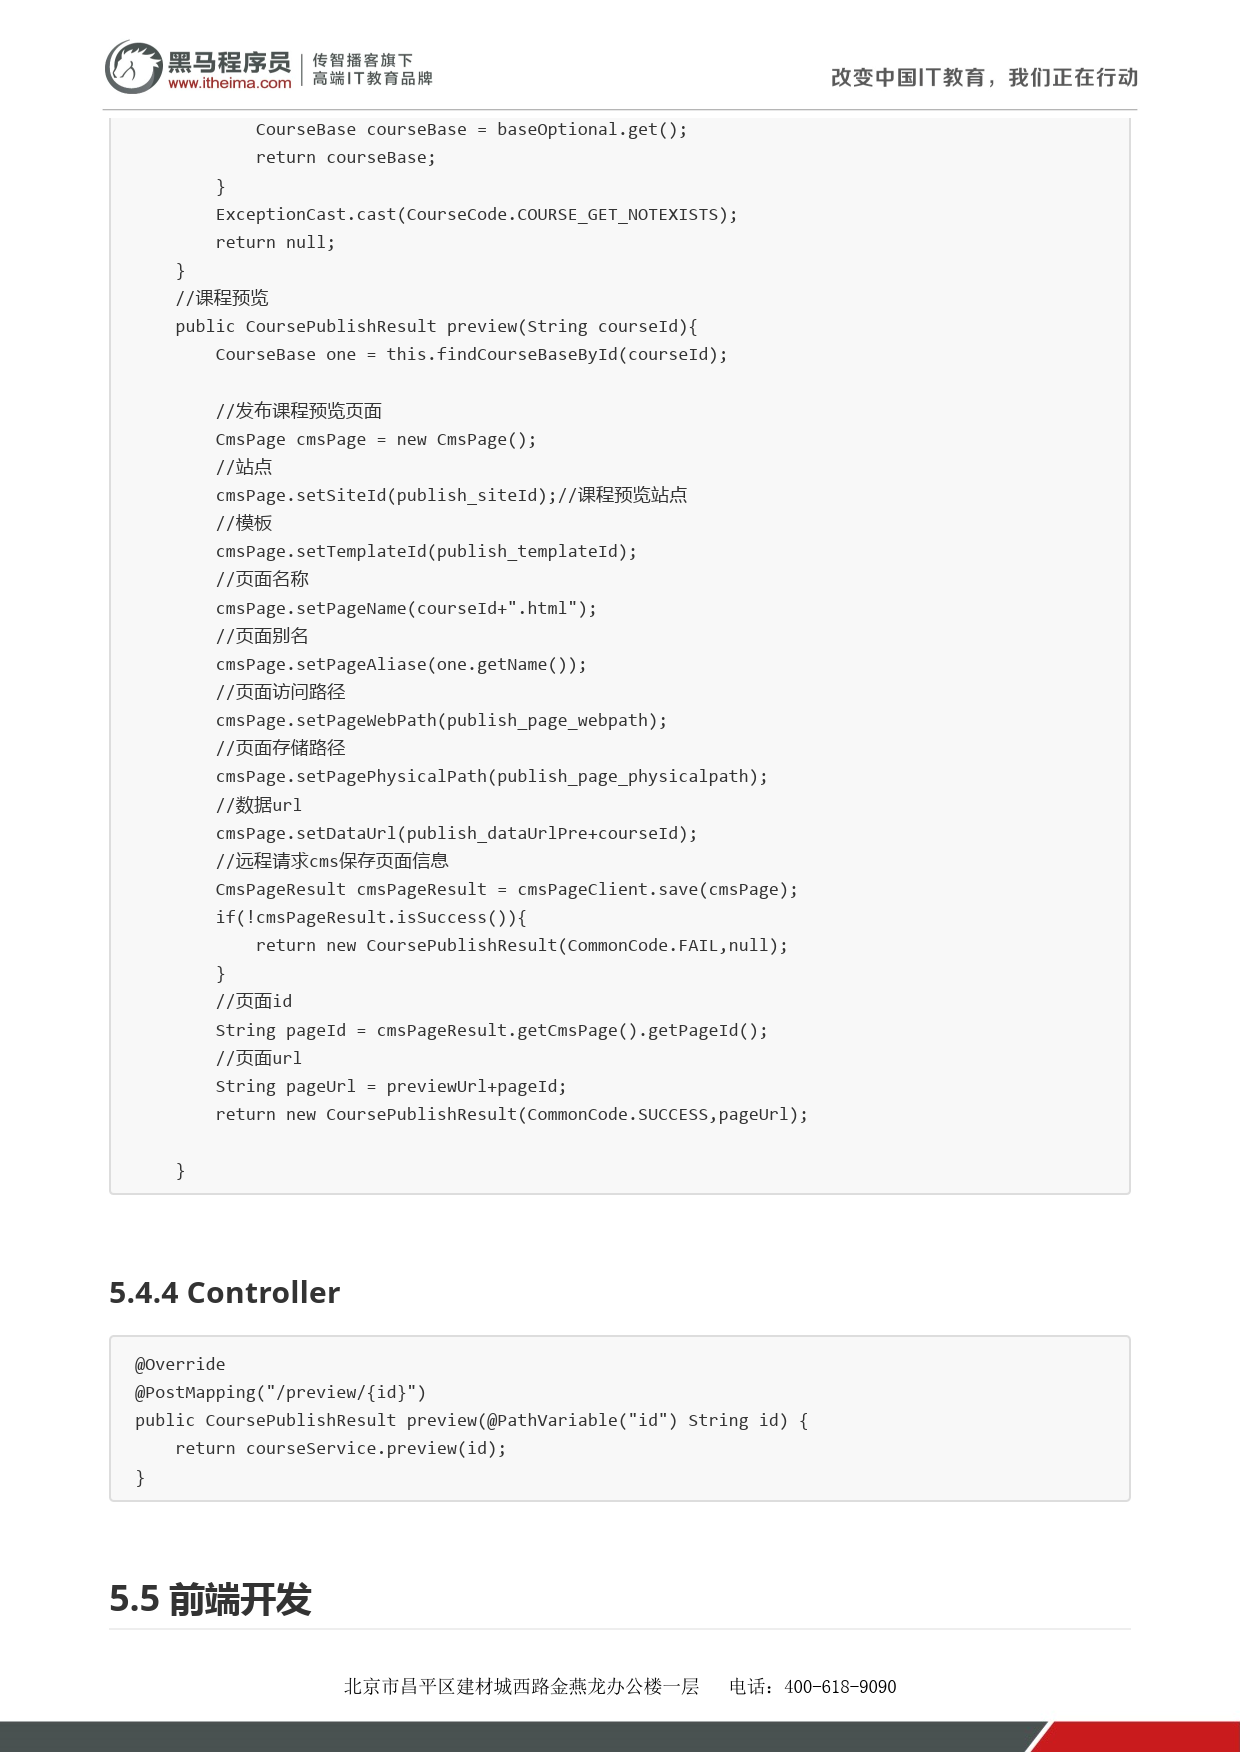 黑马程序员
www.itheima.com
传智播客旗下
高端IT教育品牌
改变中国IT教育，我们正在行动
            CourseBase courseBase = baseOptional.get();
            return courseBase;
        }
        ExceptionCast.cast(CourseCode.COURSE_GET_NOTEXISTS);
        return null;
    }
    //课程预览
    public CoursePublishResult preview(String courseId){
        CourseBase one = this.findCourseBaseById(courseId);

        //发布课程预览页面
        CmsPage cmsPage = new CmsPage();
        //站点
        cmsPage.setSiteId(publish_siteId);//课程预览站点
        //模板
        cmsPage.setTemplateId(publish_templateId);
        //页面名称
        cmsPage.setPageName(courseId+".html");
        //页面别名
        cmsPage.setPageAliase(one.getName());
        //页面访问路径
        cmsPage.setPageWebPath(publish_page_webpath);
        //页面存储路径
        cmsPage.setPagePhysicalPath(publish_page_physicalpath);
        //数据url
        cmsPage.setDataUrl(publish_dataUrlPre+courseId);
        //远程请求cms保存页面信息
        CmsPageResult cmsPageResult = cmsPageClient.save(cmsPage);
        if(!cmsPageResult.isSuccess()){
            return new CoursePublishResult(CommonCode.FAIL,null);
        }
        //页面id
        String pageId = cmsPageResult.getCmsPage().getPageId();
        //页面url
        String pageUrl = previewUrl+pageId;
        return new CoursePublishResult(CommonCode.SUCCESS,pageUrl);

    }
5.4.4 Controller
@Override
@PostMapping("/preview/{id}")
public CoursePublishResult preview(@PathVariable("id") String id) {
    return courseService.preview(id);
}
5.5 前端开发
北京市昌平区建材城西路金燕龙办公楼一层 电话：400-618-9090